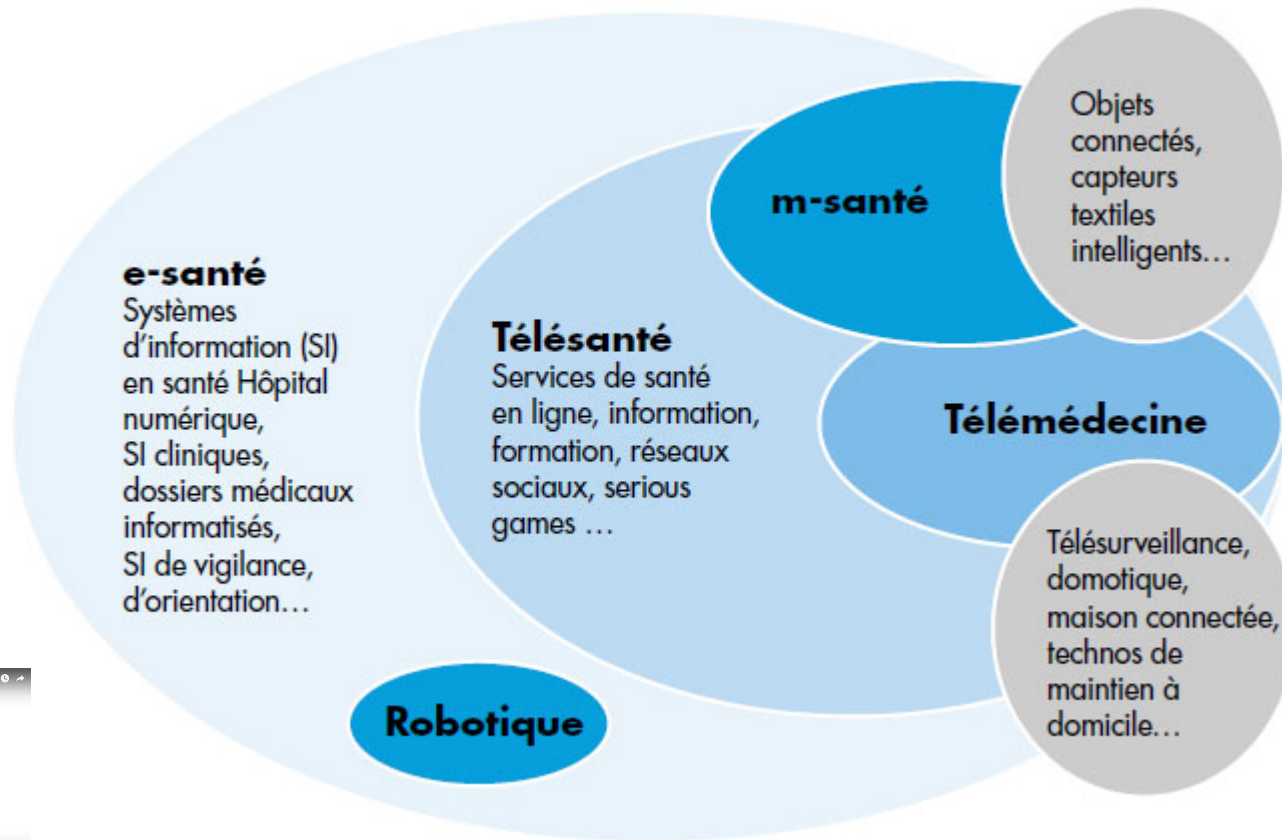 e-santé
Systèmes
d'information (SI)
en santé Hôpital
numérique,
SI cliniques,
dossiers médicaux
informatisés,
SI de vigilance,
d'orientation…
Télésanté
Services de santé
en ligne, information,
formation, réseaux
sociaux, serious
games …
m-santé
Objets
connectés,
capteurs
textiles
intelligents…
Télémédecine
Télésurveillance,
domotique,
maison connectée,
technos de
maintien à
domicile…
Robotique